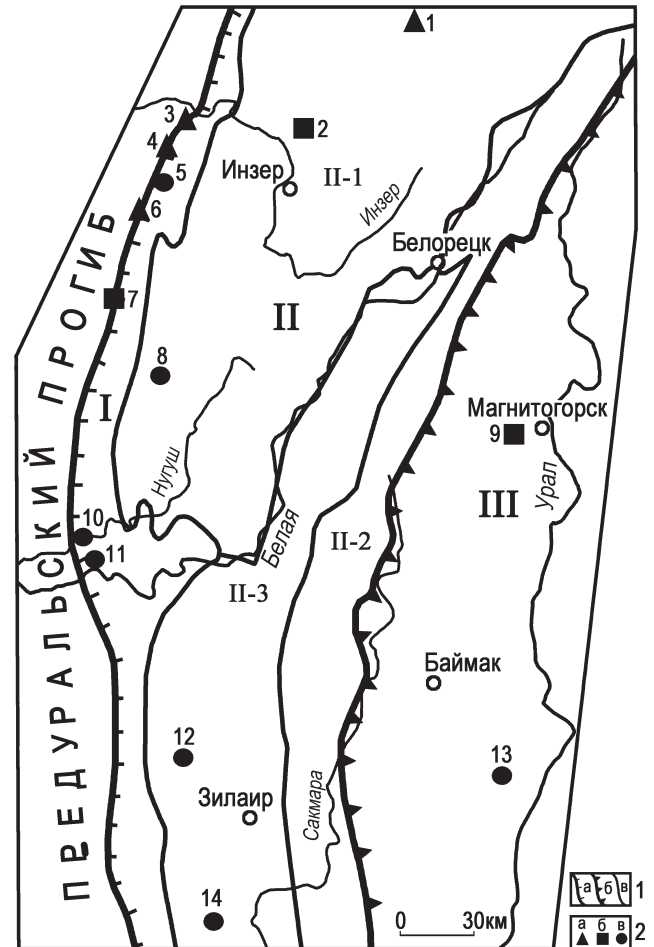 1
3
2
4
5
Инзер
II-1
6
Инзер
Белорецк
ПРЕДУРАЛЬСКИЙ ПРОГИБ
7
II
8
I
Магнитогорск
9
Нугуш
III
Урал
10
Белая
11
II-2
II-3
Баймак
12
13
Зилаир
Сакмара
14
0 30км
а б в 1
а б в 2